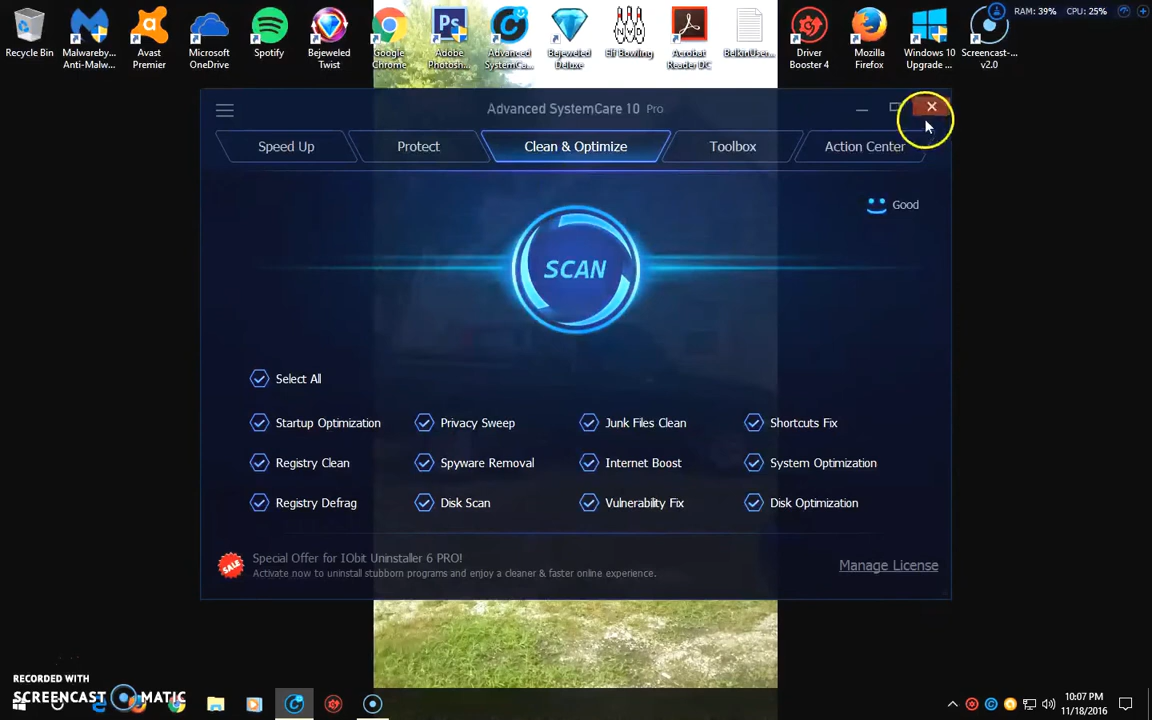 RAM: 39% CPU: 25%
Recycle Bin
Malwareby... Anti-Malw...
Avast Premier
Microsoft OneDrive
Spotify
Bejeweled Twist
Google Chrome
Adobe Photosh...
Advanced SystemCa...
Bejeweled Deluxe
Elf Bowling
Acrobat Reader DC
BelkinUser...
Driver Booster 4
Mozilla Firefox
Windows 10 Upgrade ...
Screencast-... v2.0
Advanced SystemCare 10 Pro
Speed Up
Protect
Clean & Optimize
Toolbox
Action Center
Good
SCAN
Select All
Startup Optimization
Privacy Sweep
Junk Files Clean
Shortcuts Fix
Registry Clean
Spyware Removal
Internet Boost
System Optimization
Registry Defrag
Disk Scan
Vulnerability Fix
Disk Optimization
SALE
Special Offer for IObit Uninstaller 6 PRO!
Activate now to uninstall stubborn programs and enjoy a cleaner & faster online experience.
Manage License
RECORDED WITH
SCREENCAST MATIC
10:07 PM
11/18/2016